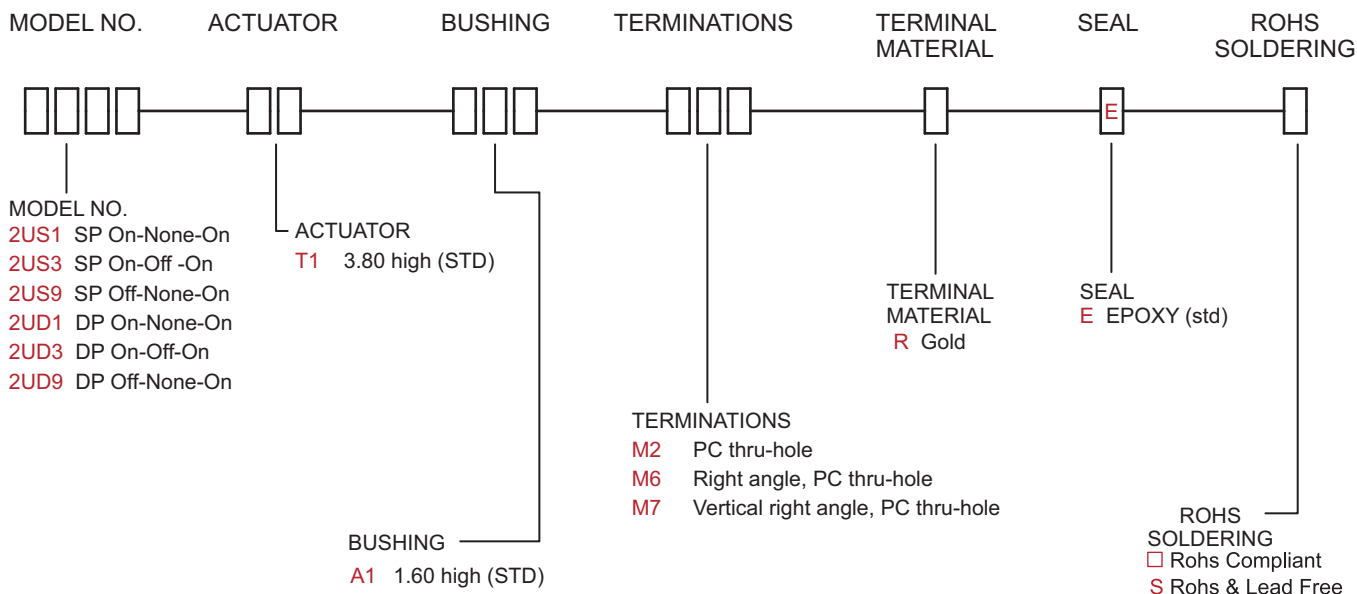 MODEL NO.
ACTUATOR
BUSHING
TERMINATIONS
TERMINAL
MATERIAL
SEAL
ROHS
SOLDERING
E
MODEL NO.
2US1 SP On-None-On
2US3 SP On-Off -On
2US9 SP Off-None-On
2UD1 DP On-None-On
2UD3 DP On-Off-On
2UD9 DP Off-None-On
ACTUATOR
T1 3.80 high (STD)
BUSHING
A1 1.60 high (STD)
TERMINATIONS
M2 PC thru-hole
M6 Right angle, PC thru-hole
M7 Vertical right angle, PC thru-hole
TERMINAL
MATERIAL
R Gold
SEAL
E EPOXY (std)
ROHS
SOLDERING
□ Rohs Compliant
S Rohs & Lead Free